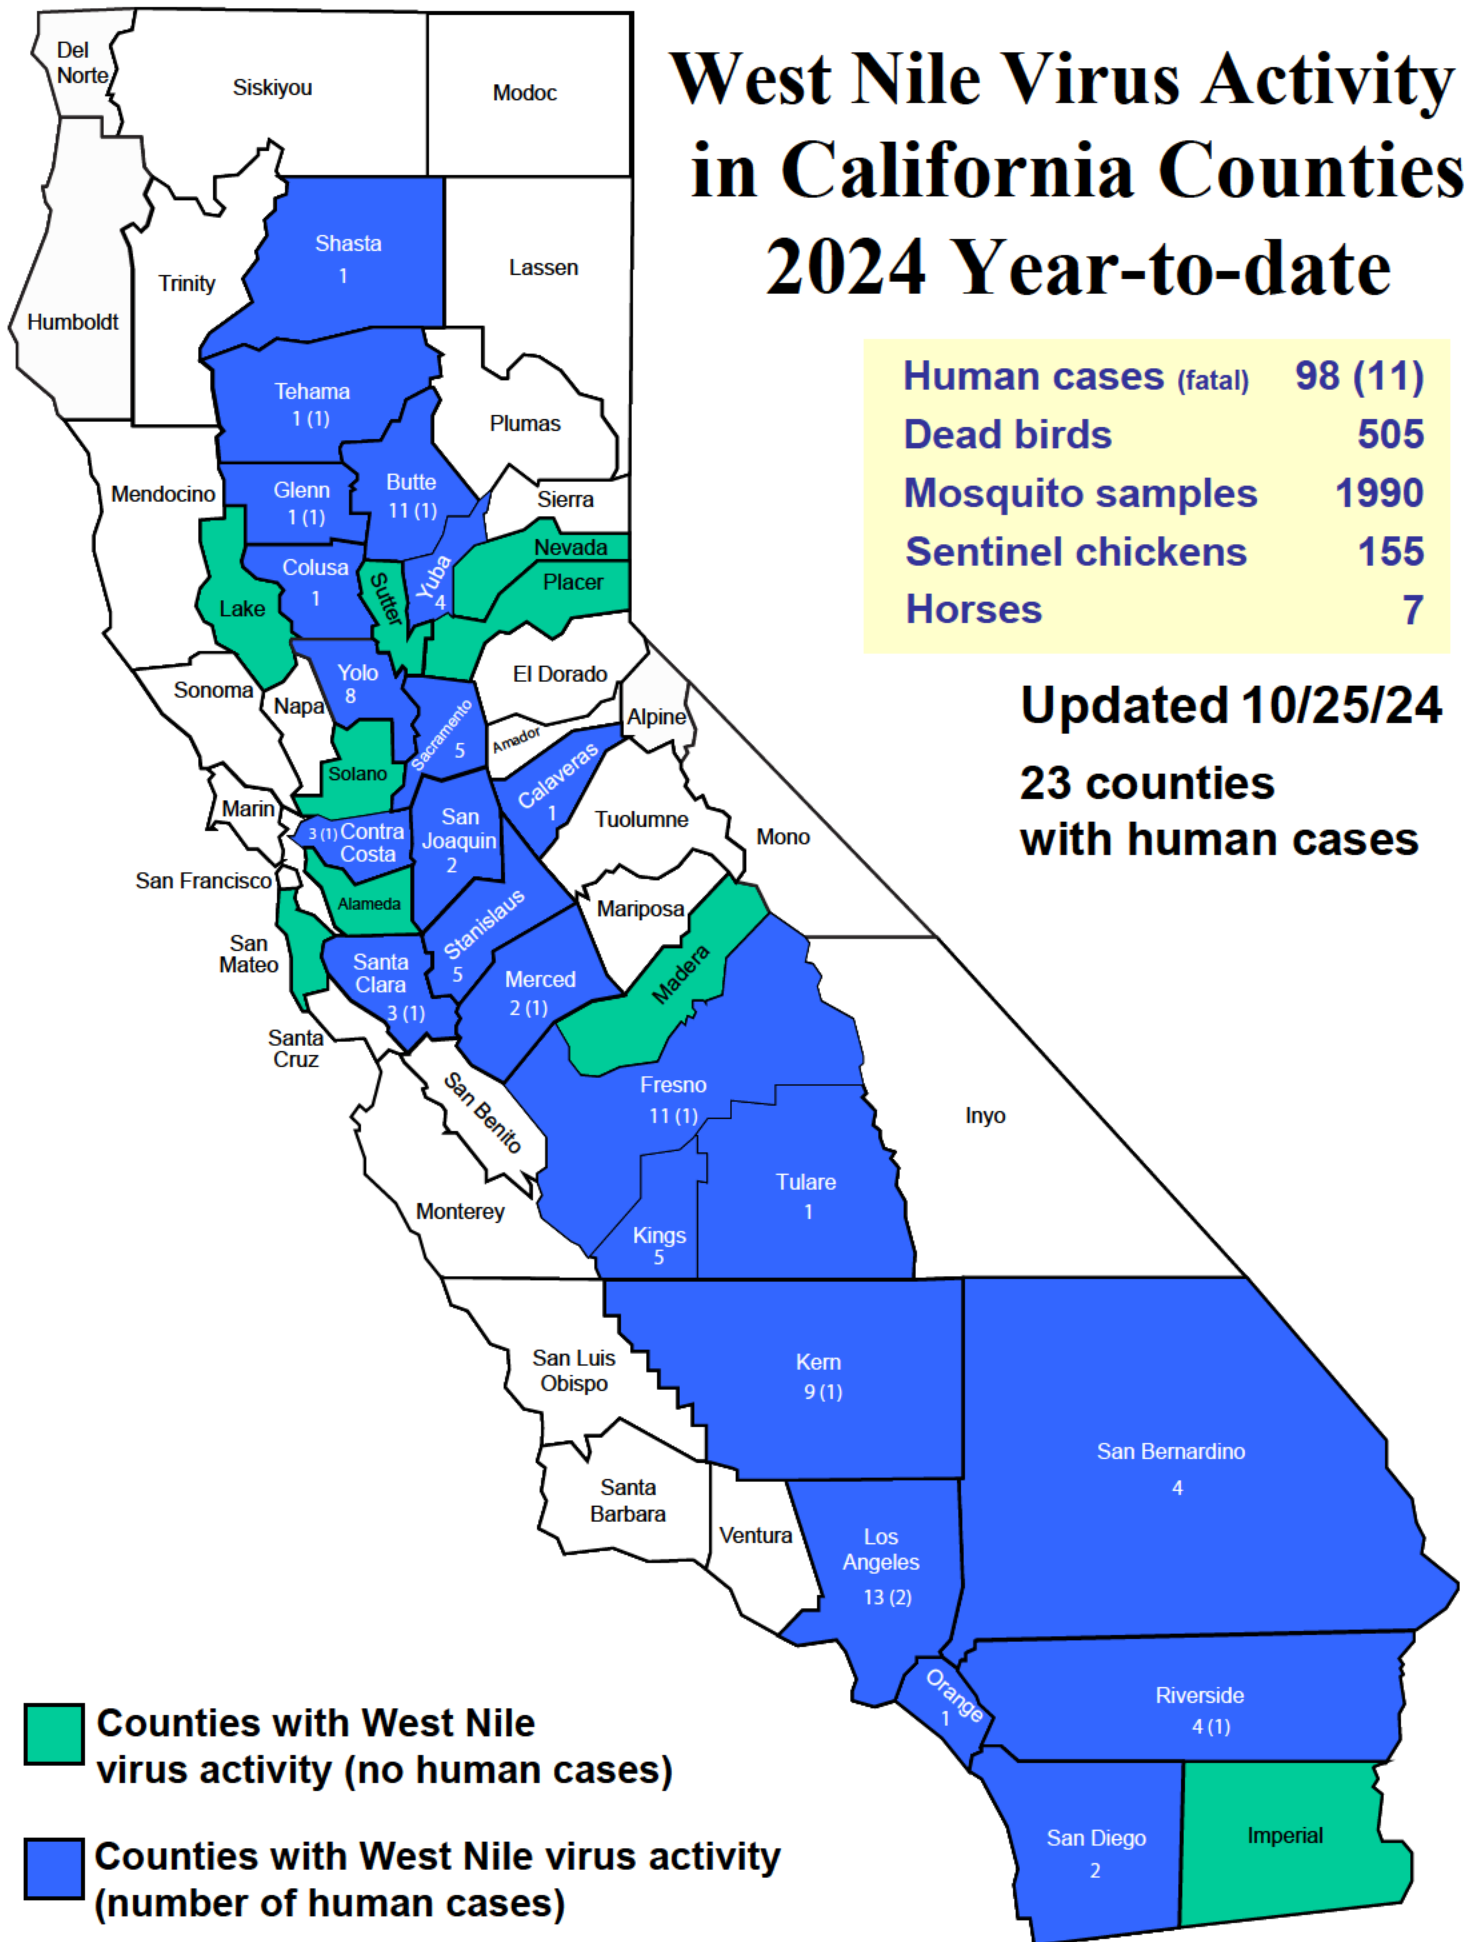 West Nile Virus Activity
in California Counties
2024 Year-to-date
Human cases (fatal) 98 (11)
Dead birds 505
Mosquito samples 1990
Sentinel chickens 155
Horses 7
Updated 10/25/24
23 counties
with human cases
Del
Norte
Siskiyou
Modoc
Shasta
1
Trinity
Lassen
Humboldt
Tehama
1 (1)
Plumas
Mendocino
Glenn
1 (1)
Butte
11 (1)
Sierra
Colusa
1
Sutter
Yuba
4
Nevada
Placer
Lake
Yolo
8
El Dorado
Sonoma
Napa
Sacramento
5
Amador
Alpine
Solano
Calaveras
1
Marin
3 (1) Contra
Costa
San
Joaquin
2
Tuolumne
Mono
San Francisco
Alameda
Stanislaus
5
Mariposa
San
Mateo
Santa
Clara
3 (1)
Merced
2 (1)
Madera
Santa
Cruz
San Benito
Fresno
11 (1)
Inyo
Monterey
Kings
5
Tulare
1
San Luis
Obispo
Kern
9 (1)
San Bernardino
4
Santa
Barbara
Ventura
Los
Angeles
13 (2)
Orange
1
Riverside
4 (1)
San Diego
2
Imperial
Counties with West Nile
virus activity (no human cases)
Counties with West Nile virus activity
(number of human cases)